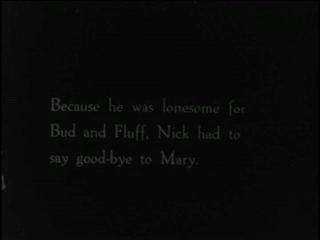 Because he was lonesome for
Bud and Fluff, Nick had to
say good-bye to Mary.